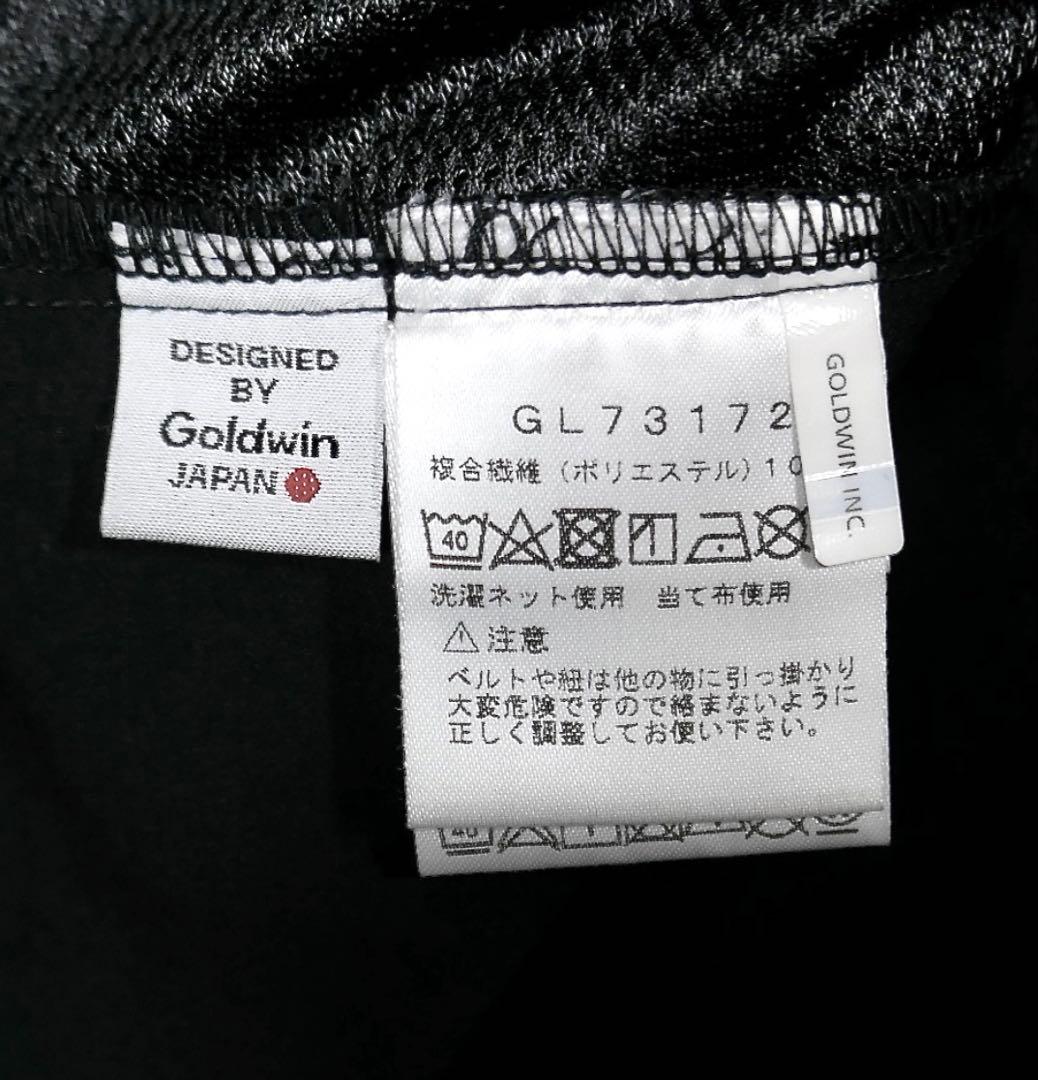 DESIGNED
BY
Goldwin
JAPAN
GL73172
複合繊維（ポリエステル）10
40
洗濯ネット使用　当て布使用
⚠注意
ベルトや紐は他の物に引っ掛かり
大変危険ですので絡まないように
正しく調整してお使い下さい。
GOLDWIN INC.
40